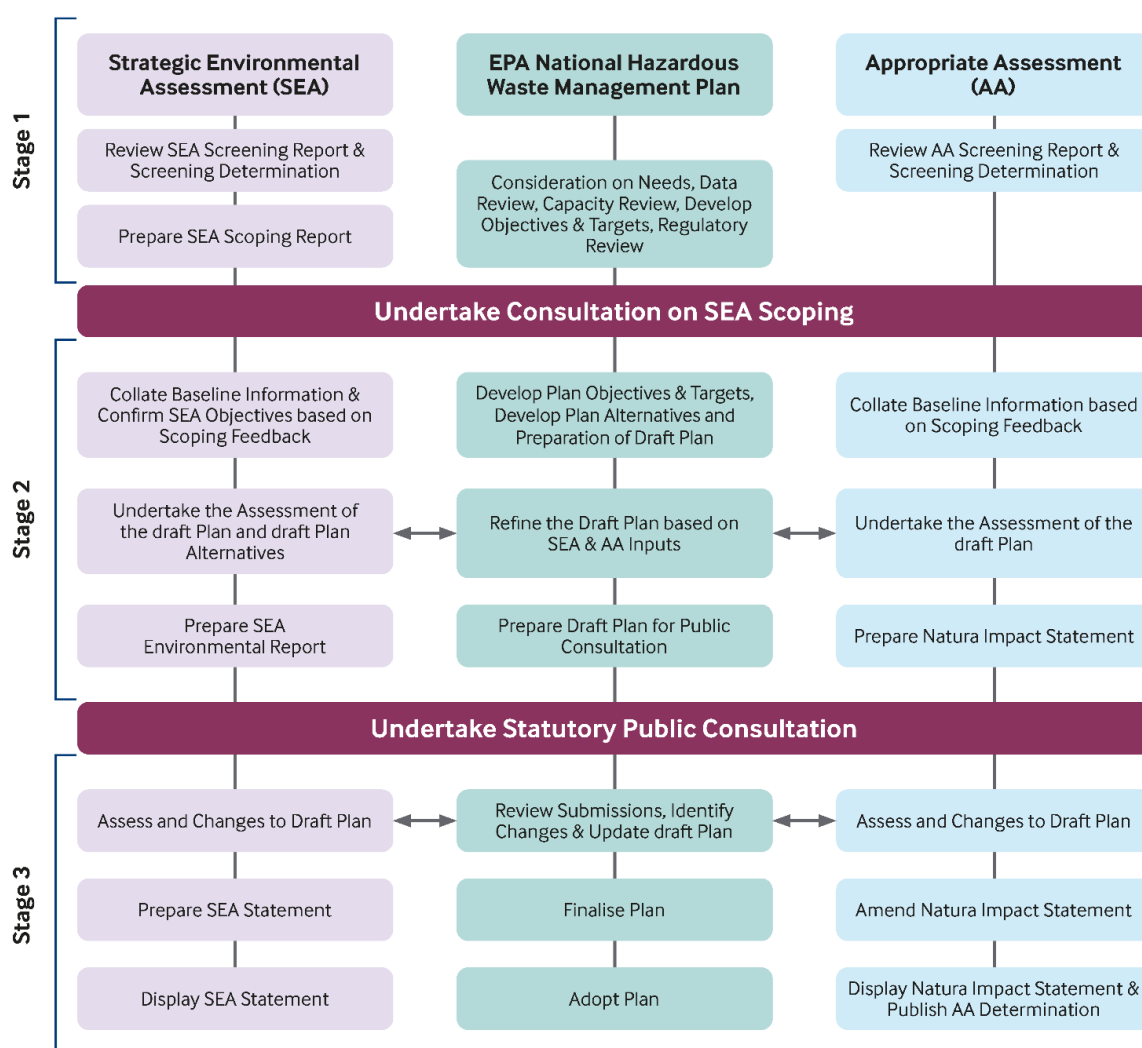 Stage 1
Strategic Environmental
Assessment (SEA)
EPA National Hazardous
Waste Management Plan
Appropriate Assessment
(AA)
Review SEA Screening Report &
Screening Determination
Prepare SEA Scoping Report
Consideration on Needs, Data
Review, Capacity Review, Develop
Objectives & Targets, Regulatory
Review
Review AA Screening Report &
Screening Determination
Undertake Consultation on SEA Scoping
Stage 2
Collate Baseline Information &
Confirm SEA Objectives based on
Scoping Feedback
Develop Plan Objectives & Targets,
Develop Plan Alternatives and
Preparation of Draft Plan
Collate Baseline Information based
on Scoping Feedback
Undertake the Assessment of
the draft Plan and draft Plan
Alternatives
Refine the Draft Plan based on
SEA & AA Inputs
Undertake the Assessment of the
draft Plan
Prepare SEA
Environmental Report
Prepare Draft Plan for Public
Consultation
Prepare Natura Impact Statement
Undertake Statutory Public Consultation
Stage 3
Assess and Changes to Draft Plan
Review Submissions, Identify
Changes & Update draft Plan
Assess and Changes to Draft Plan
Prepare SEA Statement
Finalise Plan
Amend Natura Impact Statement
Display SEA Statement
Adopt Plan
Display Natura Impact Statement &
Publish AA Determination